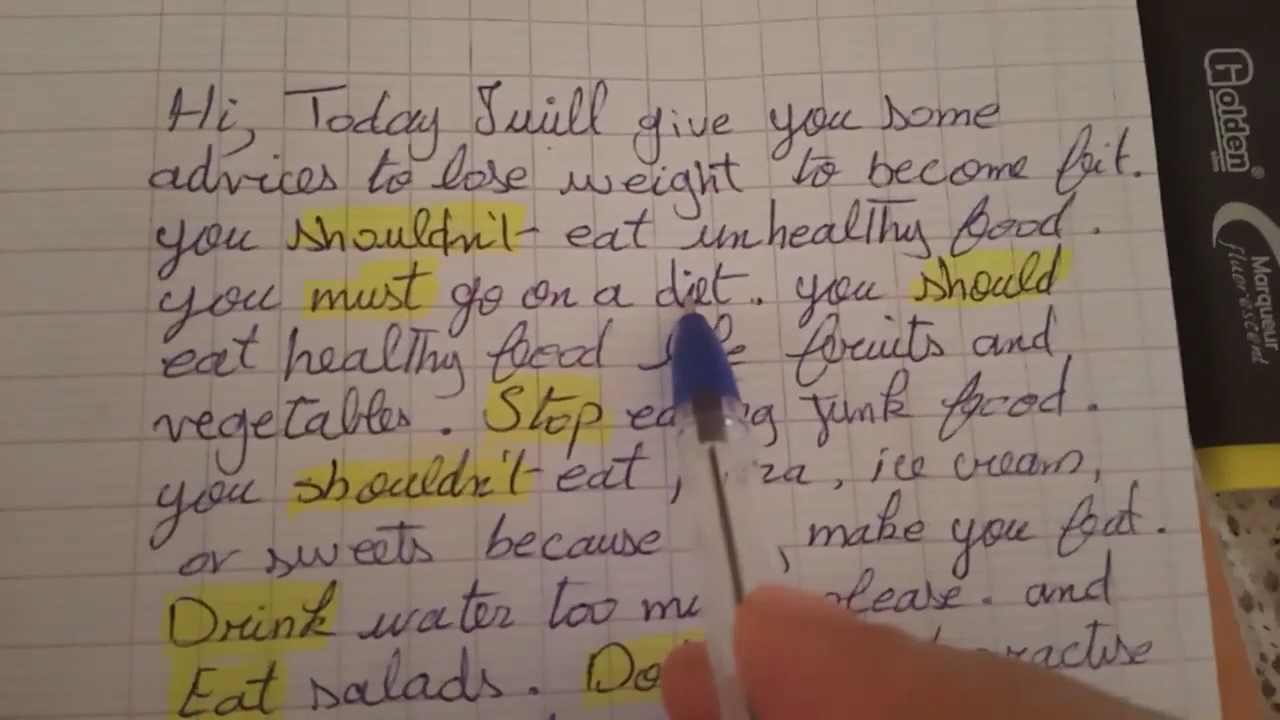 Hi, Today I will give you some
advices to lose weight to become fit.
you shouldn't eat unhealthy food.
you must go on a diet. you should
eat healthy food fruits and
vegetables. Stop junk food.
you shouldn't eat, ice cream,
or sweets because make you fat.
Drink water too please. and
Eat salads.
Golden
Marqueur
fluorescent